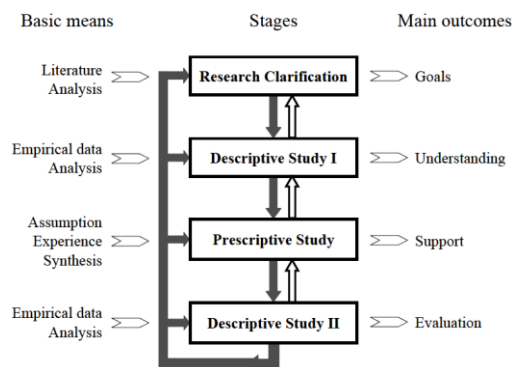 Basic means Stages Main outcomes
Literature
Analysis
Research Clarification
Goals
Empirical data
Analysis
Descriptive Study I
Understanding
Assumption
Experience
Synthesis
Prescriptive Study
Support
Empirical data
Analysis
Descriptive Study II
Evaluation